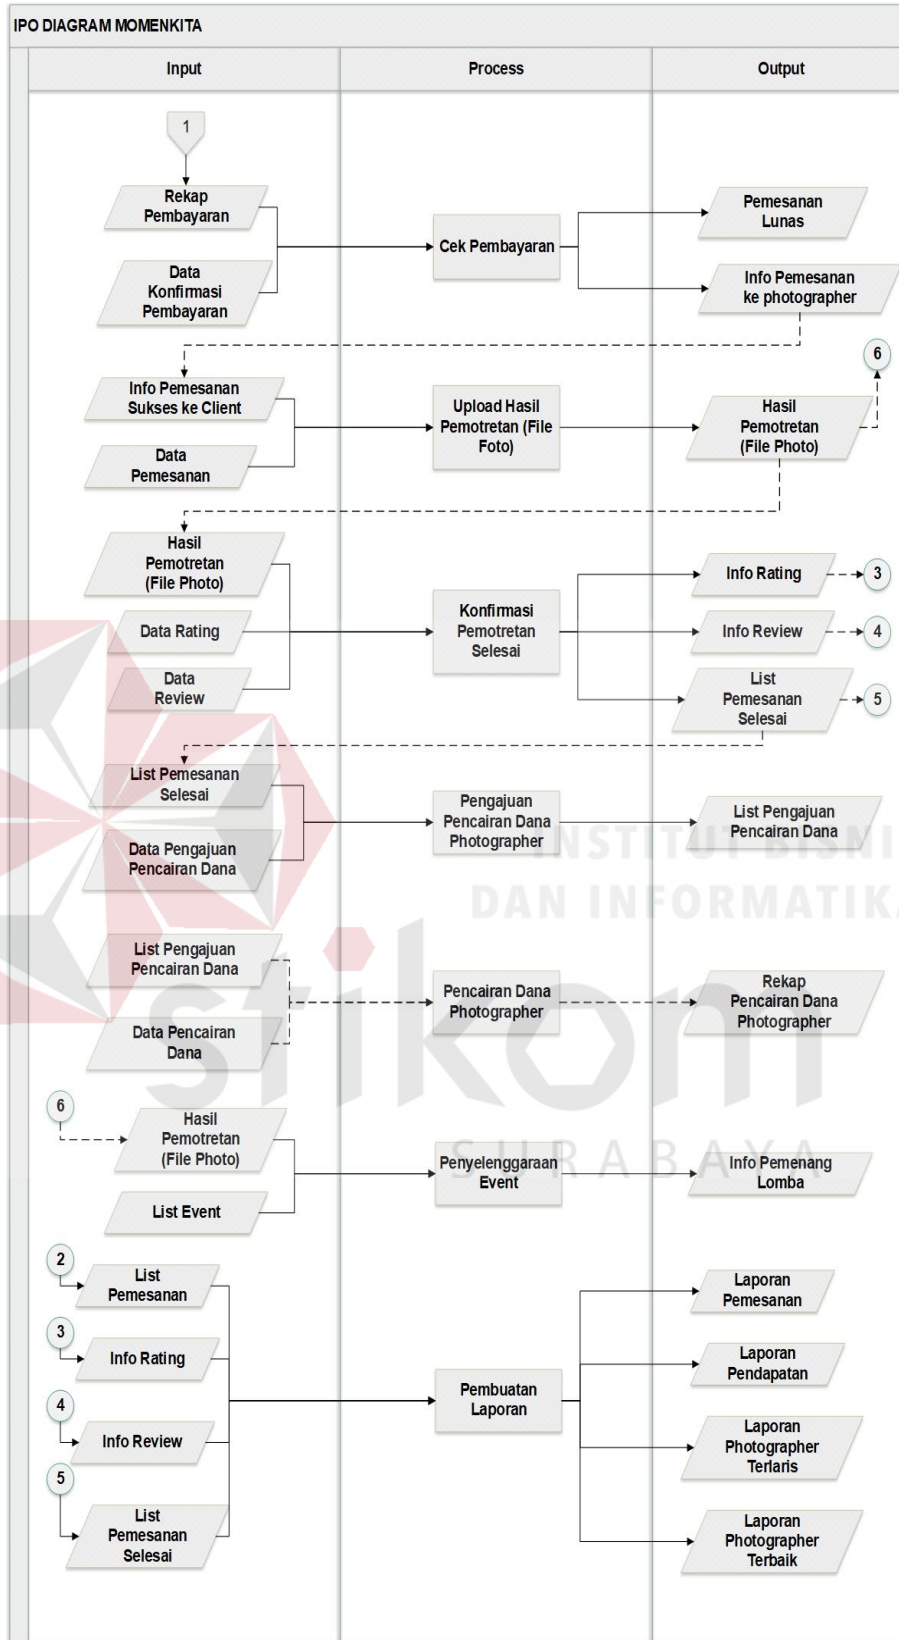 IPO DIAGRAM MOMENKITA
Input
Process
Output
1
Rekap
Pembayaran
Data
Konfirmasi
Pembayaran
Cek Pembayaran
Pemesanan
Lunas
Info Pemesanan
ke photographer
6
Info Pemesanan
Sukses ke Client
Data
Pemesanan
Upload Hasil
Pemotretan (File
Foto)
Hasil
Pemotretan
(File Photo)
Hasil
Pemotretan
(File Photo)
Data Rating
Data
Review
Konfirmasi
Pemotretan
Selesai
Info Rating
3
Info Review
4
List
Pemesanan
Selesai
5
List Pemesanan
Selesai
Data Pengajuan
Pencairan Dana
Pengajuan
Pencairan Dana
Photographer
List Pengajuan
Pencairan Dana
INSTITUT BISNI
DAN INFORMATIKA
List Pengajuan
Pencairan Dana
Data Pencairan
Dana
Pencairan Dana
Photographer
Rekap
Pencairan Dana
Photographer
stikom
SURABAYA
6
Hasil
Pemotretan
(File Photo)
List Event
Penyelenggaraan
Event
Info Pemenang
Lomba
2
List
Pemesanan
3
Info Rating
4
Info Review
5
List
Pemesanan
Selesai
Pembuatan
Laporan
Laporan
Pemesanan
Laporan
Pendapatan
Laporan
Photographer
Terlaris
Laporan
Photographer
Terbaik